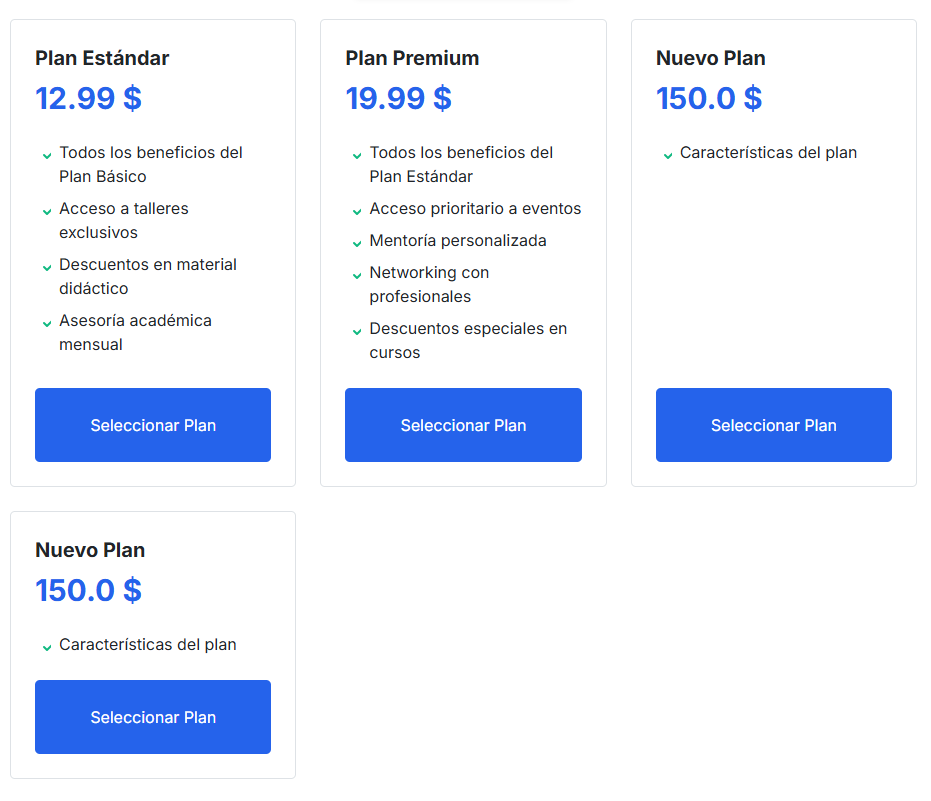 Plan Estándar
12.99 $
Todos los beneficios del
Plan Básico
Acceso a talleres
exclusivos
Descuentos en material
didáctico
Asesoría académica
mensual
Seleccionar Plan
Plan Premium
19.99 $
Todos los beneficios del
Plan Estándar
Acceso prioritario a eventos
Mentoría personalizada
Networking con
profesionales
Descuentos especiales en
cursos
Seleccionar Plan
Nuevo Plan
150.0 $
Características del plan
Seleccionar Plan
Nuevo Plan
150.0 $
Características del plan
Seleccionar Plan